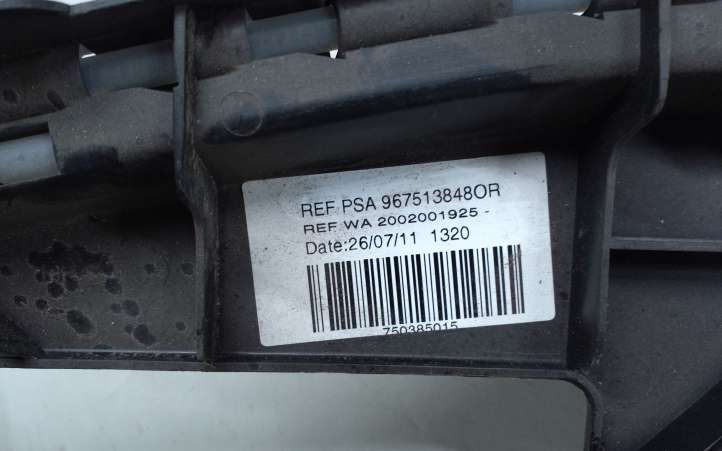 REF PSA 967513848OR
REF WA 2002001925 -
Date:26/07/11 1320
750385015